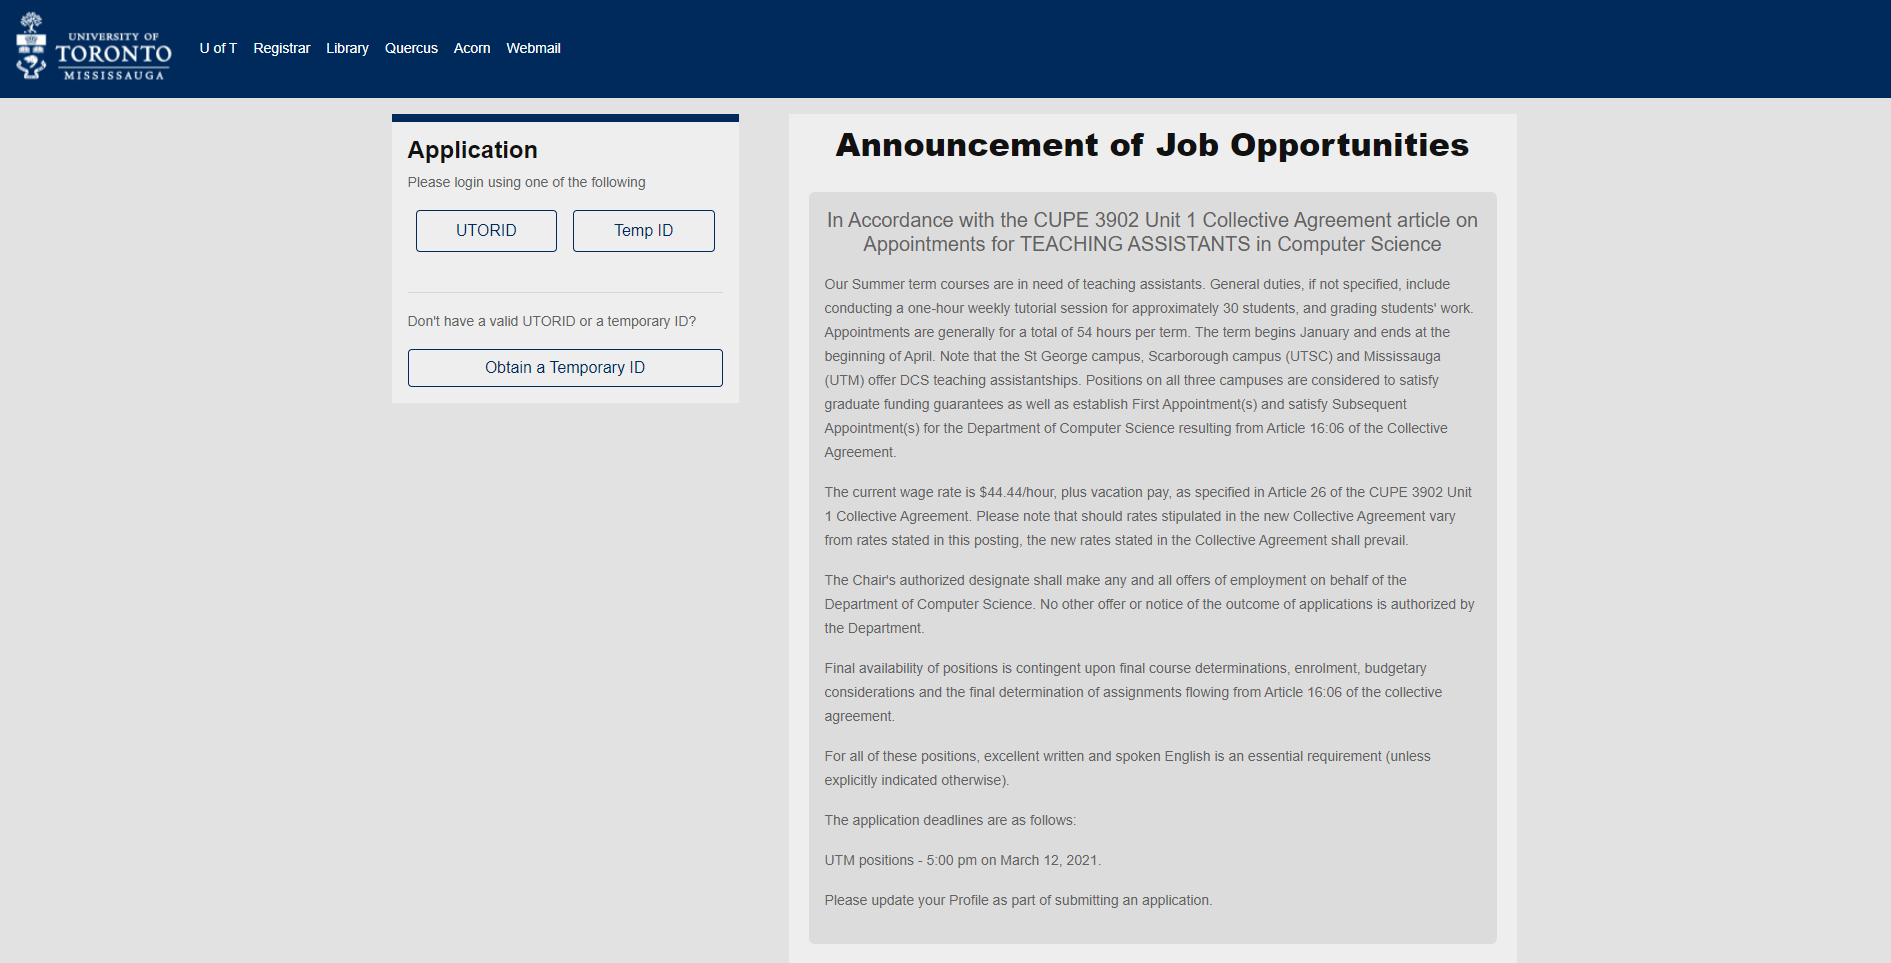 UNIVERSITY OF
TORONTO
MISSISSAUGA
U of T Registrar Library Quercus Acorn Webmail
Application
Please login using one of the following
UTORID Temp ID
Don't have a valid UTORID or a temporary ID?
Obtain a Temporary ID
Announcement of Job Opportunities
In Accordance with the CUPE 3902 Unit 1 Collective Agreement article on
Appointments for TEACHING ASSISTANTS in Computer Science
Our Summer term courses are in need of teaching assistants. General duties, if not specified, include
conducting a one-hour weekly tutorial session for approximately 30 students, and grading students' work.
Appointments are generally for a total of 54 hours per term. The term begins January and ends at the
beginning of April. Note that the St George campus, Scarborough campus (UTSC) and Mississauga
(UTM) offer DCS teaching assistantships. Positions on all three campuses are considered to satisfy
graduate funding guarantees as well as establish First Appointment(s) and satisfy Subsequent
Appointment(s) for the Department of Computer Science resulting from Article 16:06 of the Collective
Agreement.
The current wage rate is $44.44/hour, plus vacation pay, as specified in Article 26 of the CUPE 3902 Unit
1 Collective Agreement. Please note that should rates stipulated in the new Collective Agreement vary
from rates stated in this posting, the new rates stated in the Collective Agreement shall prevail.
The Chair's authorized designate shall make any and all offers of employment on behalf of the
Department of Computer Science. No other offer or notice of the outcome of applications is authorized by
the Department.
Final availability of positions is contingent upon final course determinations, enrolment, budgetary
considerations and the final determination of assignments flowing from Article 16:06 of the collective
agreement.
For all of these positions, excellent written and spoken English is an essential requirement (unless
explicitly indicated otherwise).
The application deadlines are as follows:
UTM positions - 5:00 pm on March 12, 2021.
Please update your Profile as part of submitting an application.